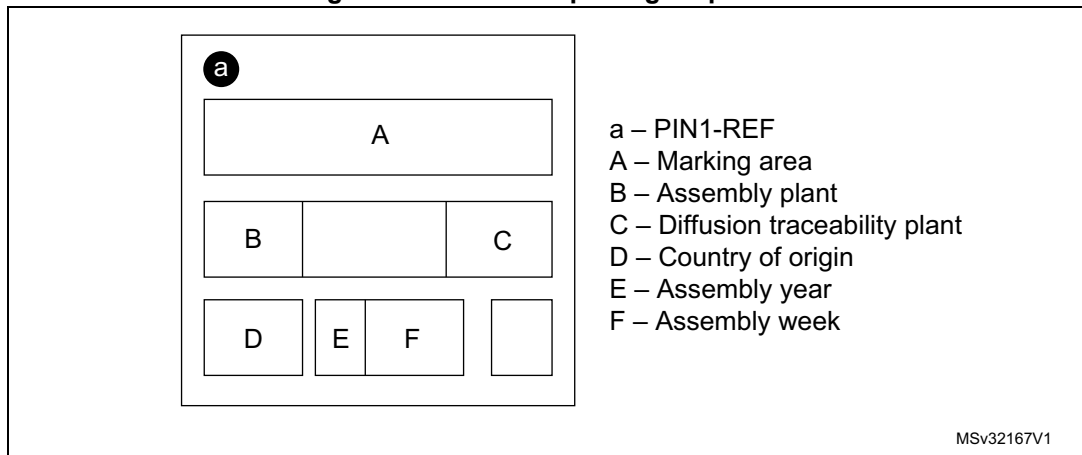 a
A
B
C
D
E
F
a – PIN1-REF
A – Marking area
B – Assembly plant
C – Diffusion traceability plant
D – Country of origin
E – Assembly year
F – Assembly week
MSv32167V1